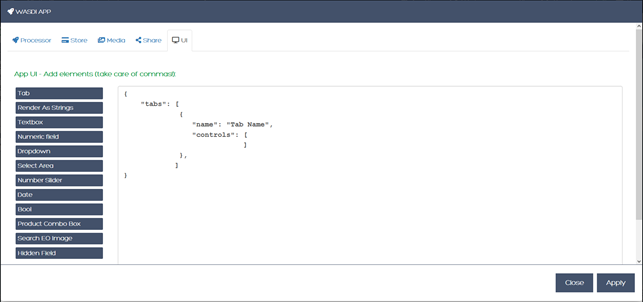 WASDI APP
Processor Store Media Share UI
App UI - Add elements (take care of commas!)
Tab
Render As Strings
Textbox
Numeric field
Dropdown
Select Area
Number Slider
Date
Bool
Product Combo Box
Search EO Image
Hidden Field
{
"tabs": [
{
"name": "Tab Name",
"controls": [
]
},
]
}
Close Apply